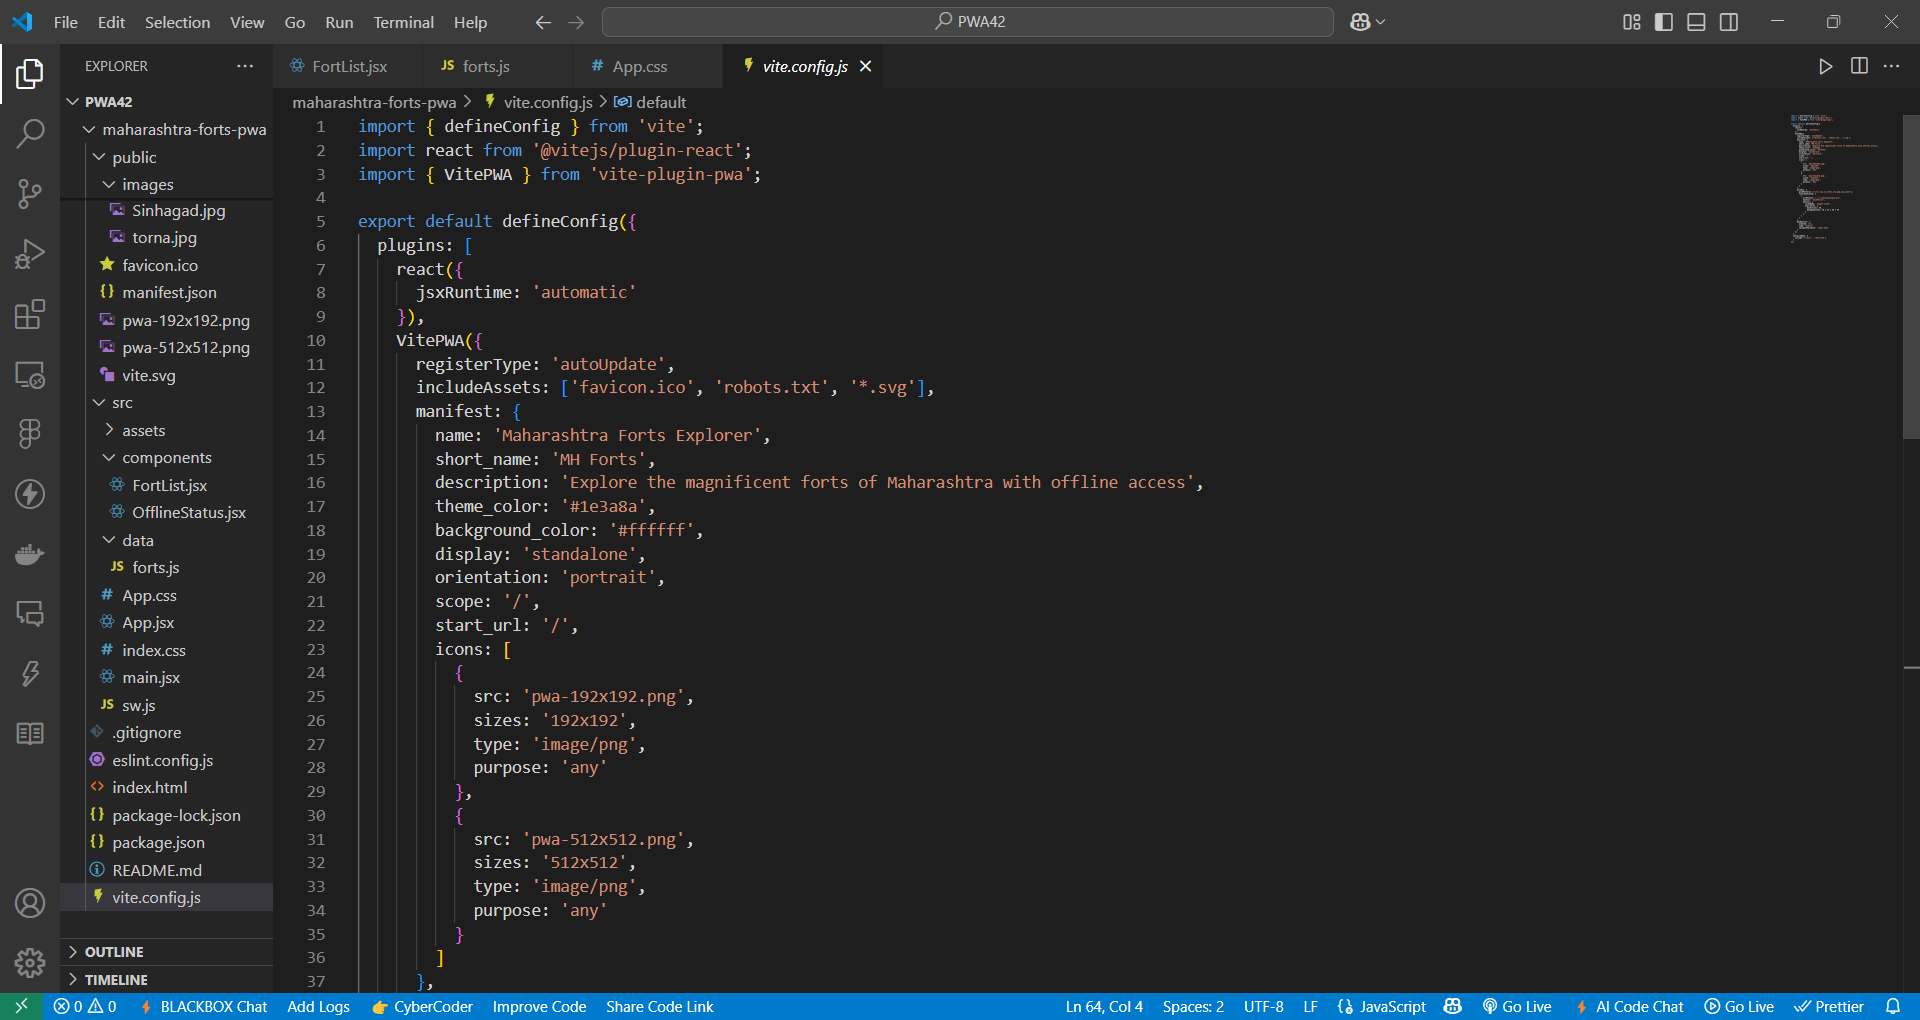 File Edit Selection View Go Run Terminal Help
PWA42
EXPLORER
PWA42
maharashtra-forts-pwa
public
images
Sinhagad.jpg
torna.jpg
favicon.ico
manifest.json
pwa-192x192.png
pwa-512x512.png
vite.svg
src
assets
components
FortList.jsx
OfflineStatus.jsx
data
forts.js
App.css
App.jsx
index.css
main.jsx
sw.js
.gitignore
eslint.config.js
index.html
package-lock.json
package.json
README.md
vite.config.js
OUTLINE
TIMELINE
FortList.jsx JS forts.js # App.css vite.config.js
maharashtra-forts-pwa > vite.config.js > default
1 import { defineConfig } from 'vite';
2 import react from '@vitejs/plugin-react';
3 import { VitePWA } from 'vite-plugin-pwa';
4
5 export default defineConfig({
6 plugins: [
7 react({
8 jsxRuntime: 'automatic'
9 }),
10 VitePWA({
11 registerType: 'autoUpdate',
12 includeAssets: ['favicon.ico', 'robots.txt', '*.svg'],
13 manifest: {
14 name: 'Maharashtra Forts Explorer',
15 short_name: 'MH Forts',
16 description: 'Explore the magnificent forts of Maharashtra with offline access',
17 theme_color: '#1e3a8a',
18 background_color: '#ffffff',
19 display: 'standalone',
20 orientation: 'portrait',
21 scope: '/',
22 start_url: '/',
23 icons: [
24 {
25 src: 'pwa-192x192.png',
26 sizes: '192x192',
27 type: 'image/png',
28 purpose: 'any'
29 },
30 {
31 src: 'pwa-512x512.png',
32 sizes: '512x512',
33 type: 'image/png',
34 purpose: 'any'
35 }
36 ]
37 },
0 0 BLACKBOX Chat Add Logs CyberCoder Improve Code Share Code Link Ln 64, Col 4 Spaces: 2 UTF-8 LF {} JavaScript Go Live AI Code Chat Go Live Prettier